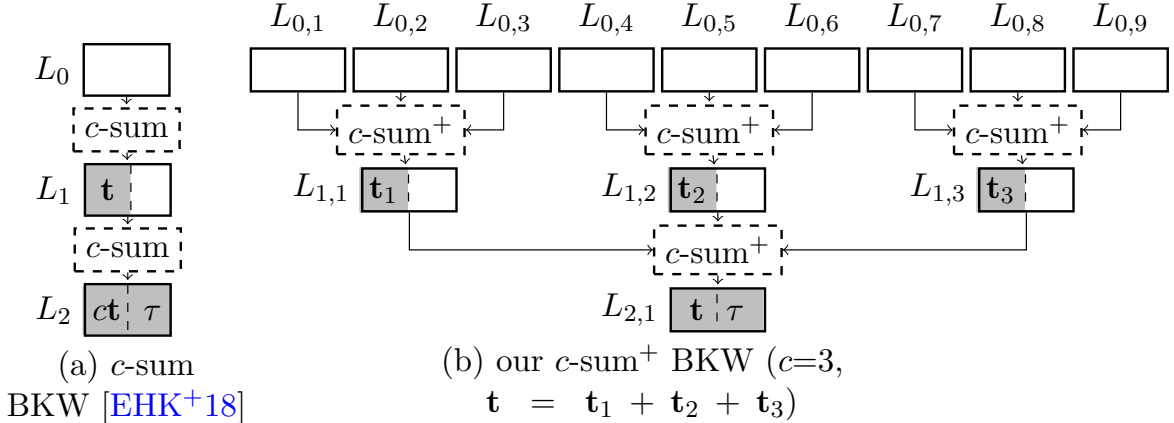 L_{0,1} L_{0,2} L_{0,3} L_{0,4} L_{0,5} L_{0,6} L_{0,7} L_{0,8} L_{0,9}
L_0
c-sum c-sum^+ c-sum^+ c-sum^+
L_1 t L_{1,1} t_1 L_{1,2} t_2 L_{1,3} t_3
c-sum c-sum^+
L_2 ct τ L_{2,1} t τ
(a) c-sum
BKW [EHK^+18]
(b) our c-sum^+ BKW (c=3,
t = t_1 + t_2 + t_3)